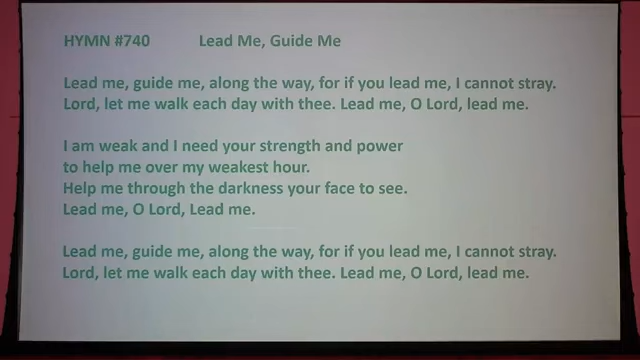 HYMN #740 Lead Me, Guide Me
Lead me, guide me, along the way, for if you lead me, I cannot stray.
Lord, let me walk each day with thee. Lead me, O Lord, lead me.
I am weak and I need your strength and power
to help me over my weakest hour.
Help me through the darkness your face to see.
Lead me, O Lord, Lead me.
Lead me, guide me, along the way, for if you lead me, I cannot stray.
Lord, let me walk each day with thee. Lead me, O Lord, lead me.